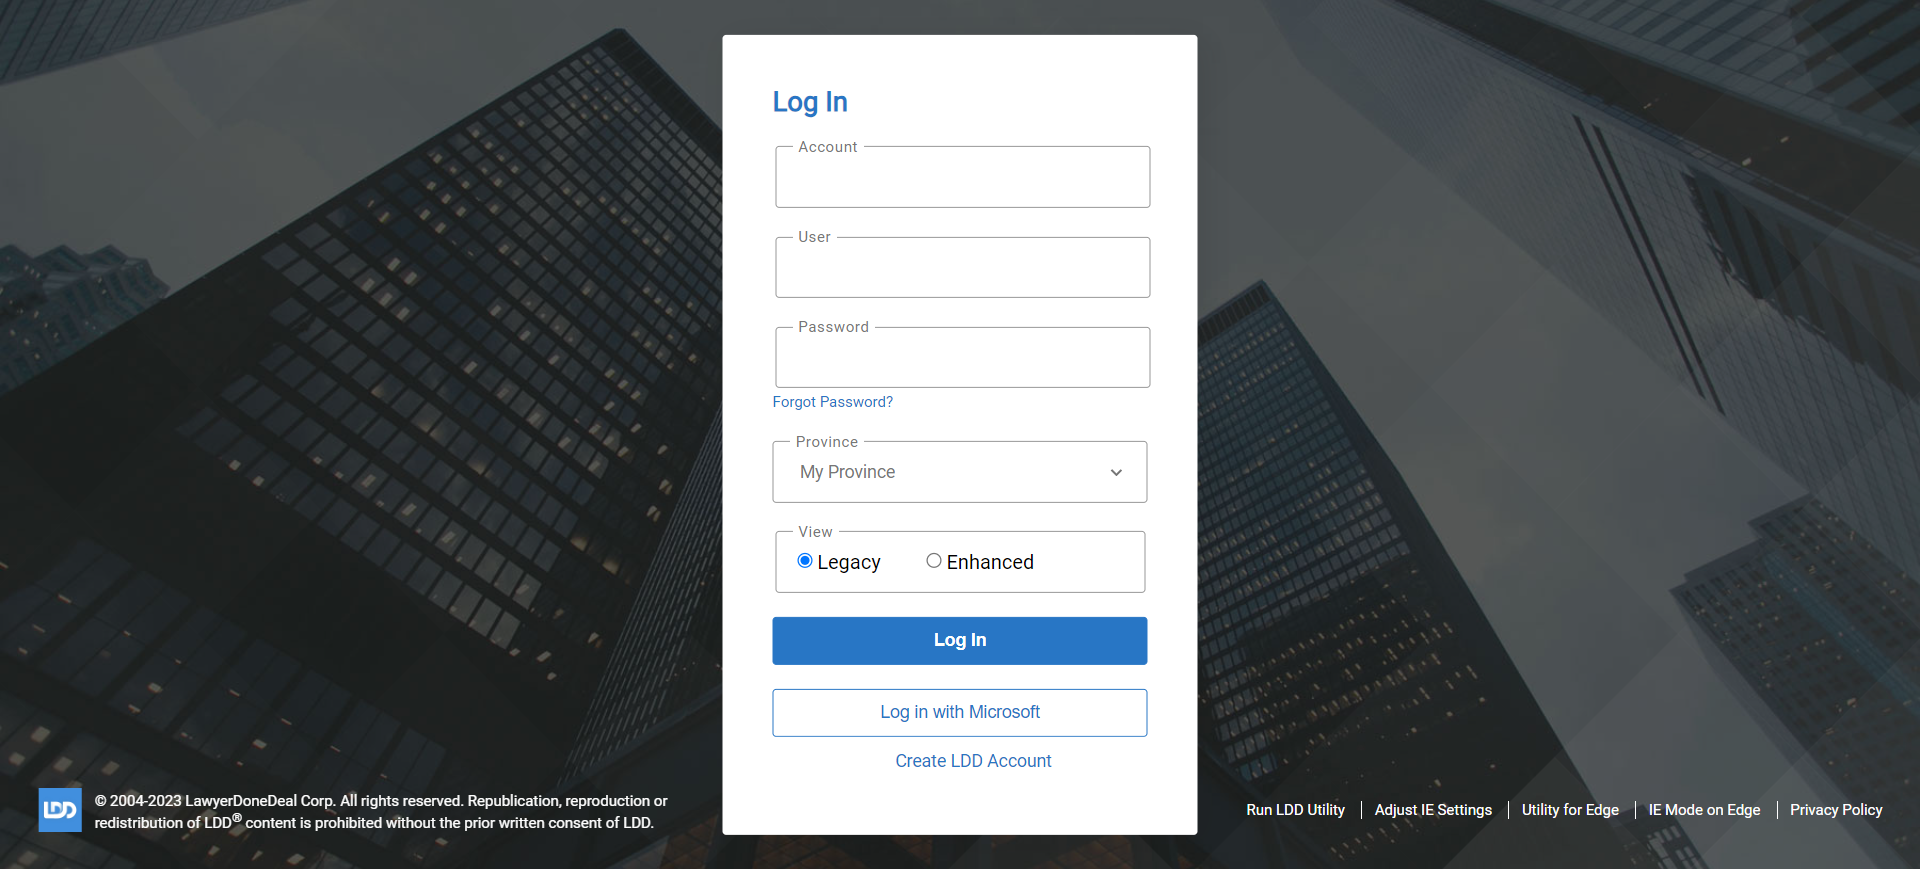 Log In
Account
User
Password
Forgot Password?
Province
My Province
View
Legacy Enhanced
Log In
Log in with Microsoft
Create LDD Account
LDD
© 2004-2023 LawyerDoneDeal Corp. All rights reserved. Republication, reproduction or
redistribution of LDD® content is prohibited without the prior written consent of LDD.
Run LDD Utility | Adjust IE Settings | Utility for Edge | IE Mode on Edge | Privacy Policy